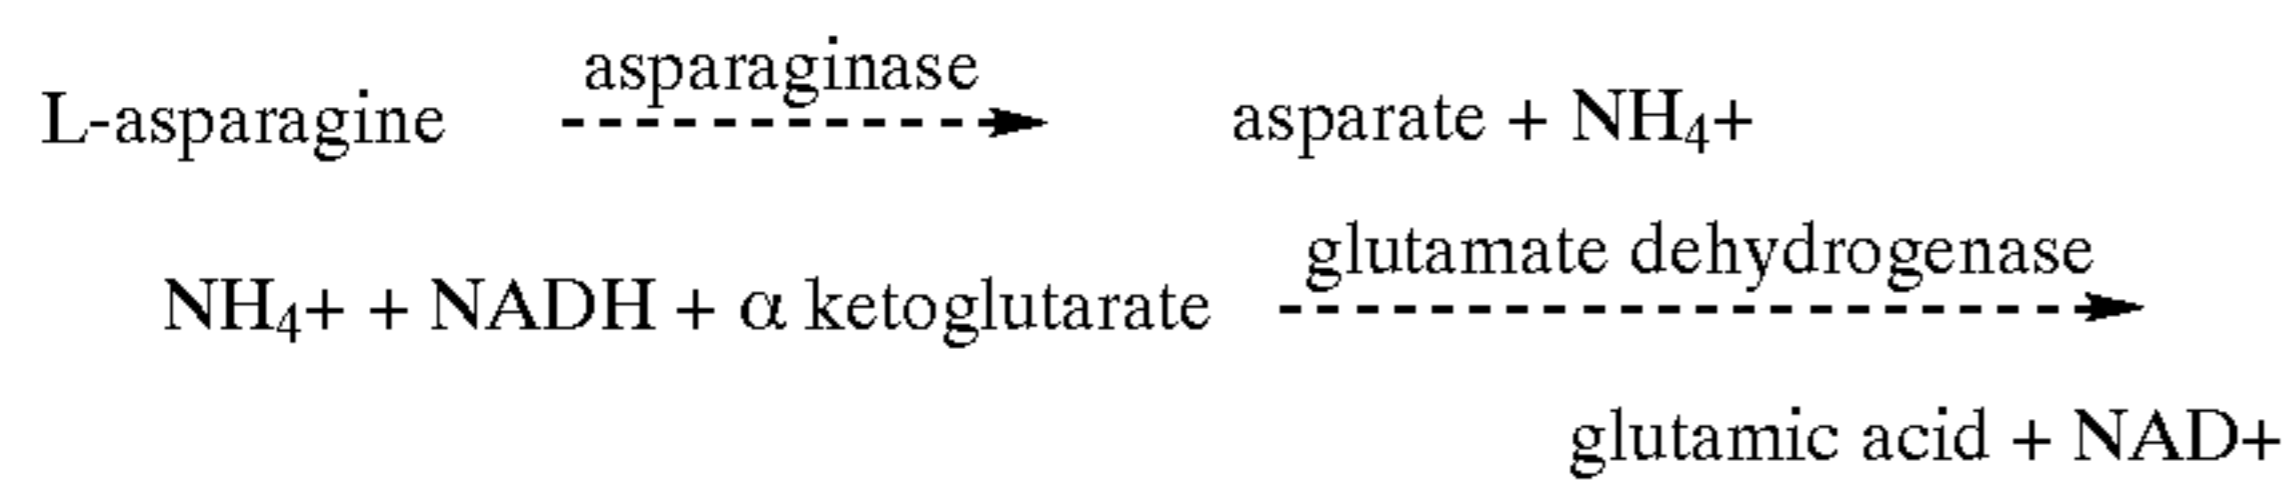 asparaginase
L-asparagine asparate + NH₄+
glutamate dehydrogenase
NH₄+ + NADH + α ketoglutarate
glutamic acid + NAD+